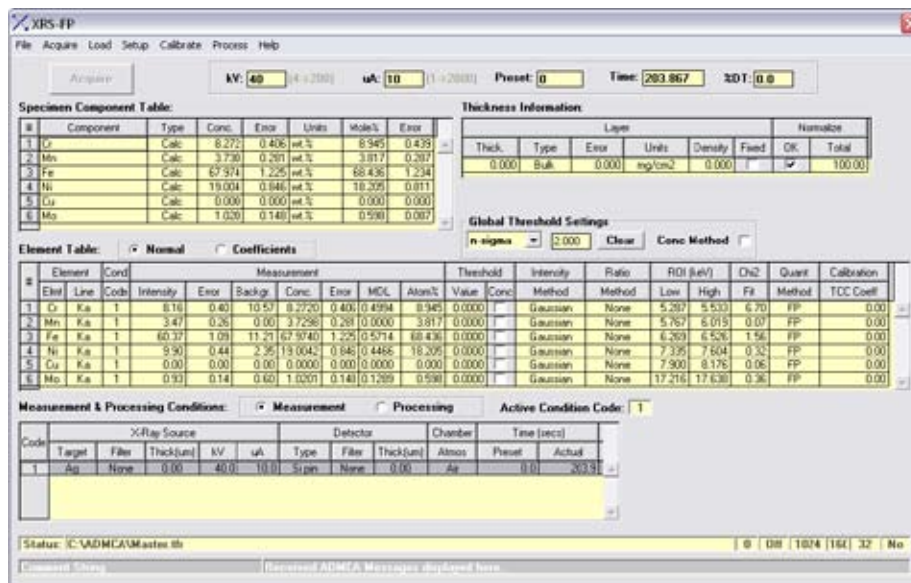 XRS-FP
File Acquire Load Setup Calibrate Process Help
Acquire kV: 40 (4->200) uA: 10 (1->2000) Preset: 0 Time: 203.867 %DT: 0.0
Specimen Component Table: Thickness Information:
# Component Type Conc. Error Units Mole% Error
1 Cr Calc 8.272 0.406 wt.% 8.945 0.439
2 Mn Calc 3.730 0.281 wt.% 3.817 0.287
3 Fe Calc 67.974 1.225 wt.% 68.436 1.234
4 Ni Calc 19.004 0.846 wt.% 18.205 0.811
5 Cu Calc 0.000 0.000 wt.% 0.000 0.000
6 Mo Calc 1.020 0.148 wt.% 0.598 0.087
Layer Normalize
Thick. Type Error Units Density Fixed OK Total
0.000 Bulk 0.000 mg/cm2 0.000 100.00
Global Threshold Settings
n-sigma 2.000 Clear Conc Method
Element Table: Normal Coefficients
# Element Cond Measurement Threshold Intensity Ratio ROI (keV) Chi2 Quant Calibration
Elmt Line Code Intensity Error Backgr. Conc. Error MDL Atom% Value Conc Method Method Low High Fit Method TCC Coeff
1 Cr Ka 1 8.16 0.40 10.57 8.2720 0.406 0.4994 8.945 0.0000 Gaussian None 5.287 5.533 6.70 FP 0.00
2 Mn Ka 1 3.47 0.26 0.00 3.7298 0.281 0.0000 3.817 0.0000 Gaussian None 5.767 6.019 0.07 FP 0.00
3 Fe Ka 1 60.37 1.09 11.21 67.9740 1.225 0.5714 68.436 0.0000 Gaussian None 6.269 6.526 1.56 FP 0.00
4 Ni Ka 1 9.90 0.44 2.35 19.0042 0.846 0.4466 18.205 0.0000 Gaussian None 7.335 7.604 0.32 FP 0.00
5 Cu Ka 1 0.00 0.00 0.00 0.0000 0.000 0.0000 0.000 0.0000 Gaussian None 7.900 8.176 0.06 FP 0.00
6 Mo Ka 1 0.93 0.14 0.60 1.0201 0.148 0.1289 0.598 0.0000 Gaussian None 17.216 17.638 0.36 FP 0.00
Measurement & Processing Conditions: Measurement Processing Active Condition Code: 1
Code X-Ray Source Detector Chamber Time (secs)
Target Filter Thick(um) kV uA Type Filter Thick(um) Atmos Preset Actual
1 Ag None 0.00 40.0 10.0 Si pin None 0.00 Air 0.0 203.9
Status: C:\ADMCA\Master.tfr 0 Off 1024 160 32 No
Comment String Received ADMCA Messages displayed here...